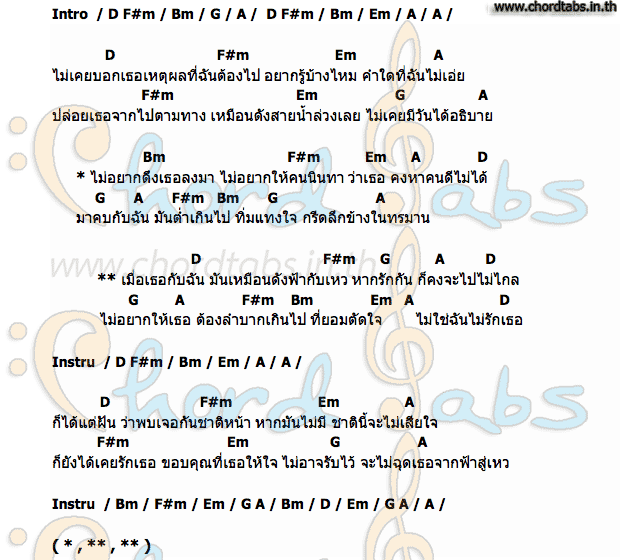 Intro / D F#m / Bm / G / A / D F#m / Bm / Em / A / A /
www.chordtabs.in.th
D F#m Em A
ไม่เคยบอกเธอเหตุผลที่ฉันต้องไป อยากรู้บ้างไหม คำใดที่ฉันไม่เอ่ย
F#m Em G A
ปล่อยเธอจากไปตามทาง เหมือนดังสายน้ำล่วงเลย ไม่เคยมีวันได้อธิบาย
Bm F#m Em A D
* ไม่อยากดึงเธอลงมา ไม่อยากให้คนนินทา ว่าเธอ คงหาคนดีไม่ได้
G A F#m Bm G A
มาคบกับฉัน มันต่ำเกินไป ทิ่มแทงใจ กรีดลึกข้างในทรมาน
www.chordtabs.in.th
D F#m G A
** เมื่อเธอกับฉัน มันเหมือนดังฟ้ากับเหว หากรักกัน ก็คงจะไปไม่ไกล
G A F#m Bm Em A D
ไม่อยากให้เธอ ต้องลำบากเกินไป ที่ยอมตัดใจ ไม่ใช่ฉันไม่รักเธอ
Instru / D F#m / Bm / Em / A / A /
D F#m Em A
ก็ได้แต่ฝัน ว่าพบเจอกันชาติหน้า หากมันไม่มี ชาตินี้จะไม่เสียใจ
F#m Em G A
ก็ยังได้เคยรักเธอ ขอบคุณที่เธอให้ใจ ไม่อาจรับไว้ จะไม่ฉุดเธอจากฟ้าสู่เหว
Instru / Bm / F#m / Em / G A / Bm / D / Em / G A / A /
( * , ** , ** )
Chord Tabs
Chord Tabs